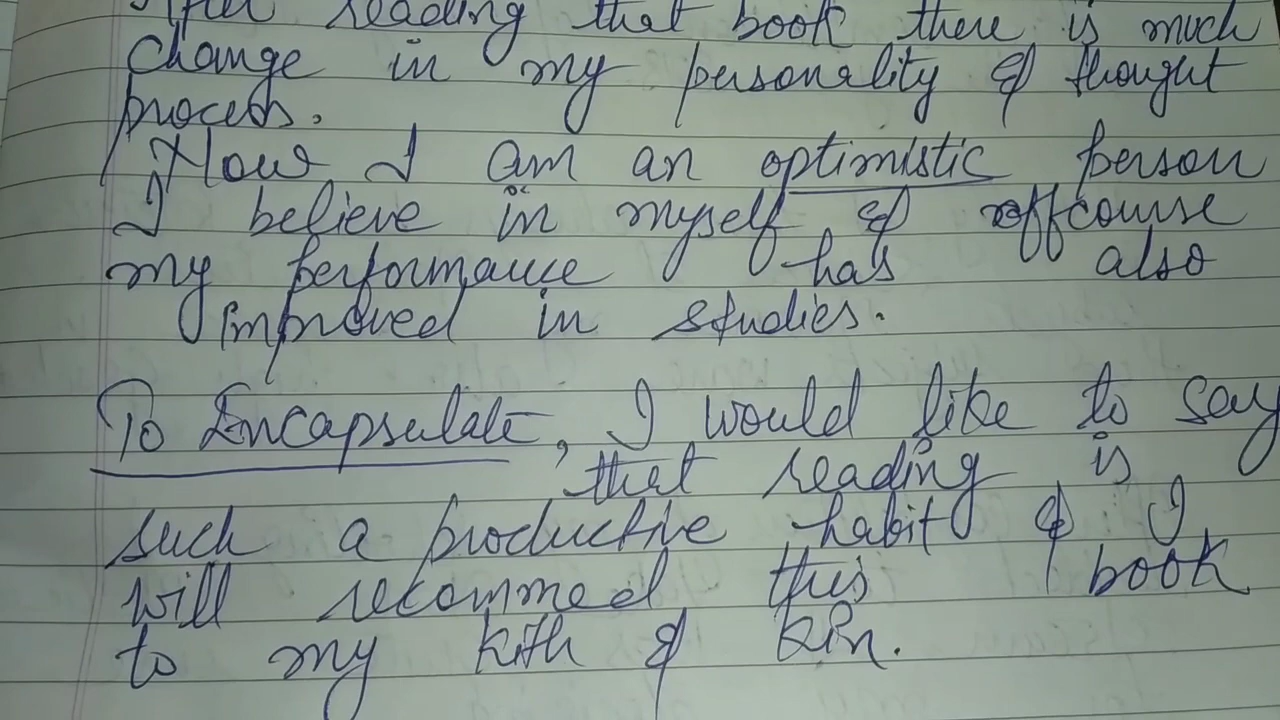 After reading that book there is much
change in my personality & thought
process.
Now I am an optimistic person
I believe in myself & offcourse
my performance has also
improved in studies.
To Encapsulate, I would like to say
that reading is
such a productive habit & I
will recommed this book
to my kith & kin.